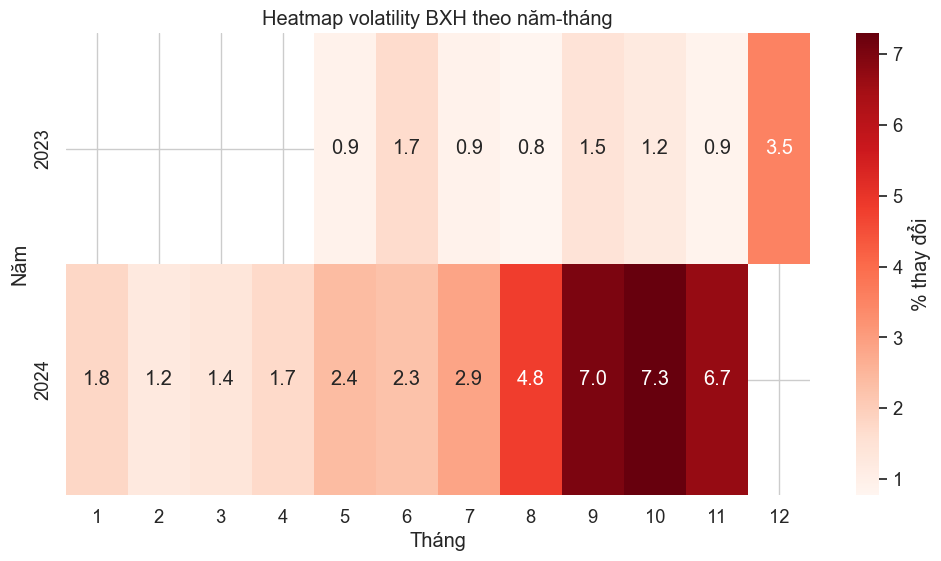 Heatmap volatility BXH theo năm-tháng
2023
0.9 1.7 0.9 0.8 1.5 1.2 0.9 3.5
Năm
2024
1.8 1.2 1.4 1.7 2.4 2.3 2.9 4.8 7.0 7.3 6.7
1 2 3 4 5 6 7 8 9 10 11 12
Tháng
7
6
5
4
3
2
1
% thay đổi